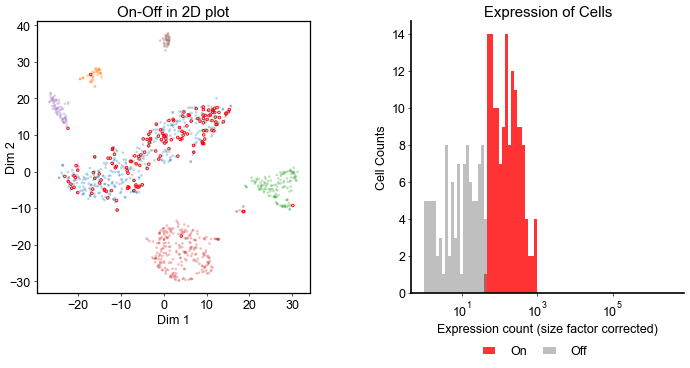 On-Off in 2D plot
40
30
20
10
0
−10
−20
−30
Dim 2
−20 −10 0 10 20 30
Dim 1
Expression of Cells
14
12
10
8
6
4
2
0
Cell Counts
10^1 10^3 10^5
Expression count (size factor corrected)
On Off